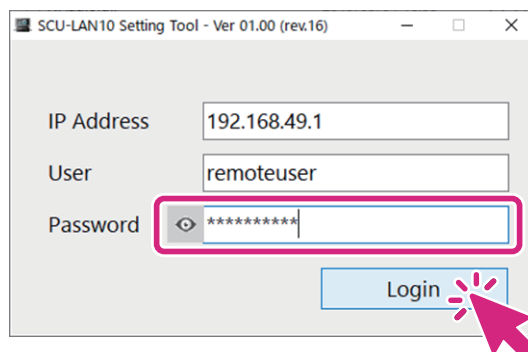 SCU-LAN10 Setting Tool - Ver 01.00 (rev.16)
IP Address 192.168.49.1
User remoteuser
Password **********
Login